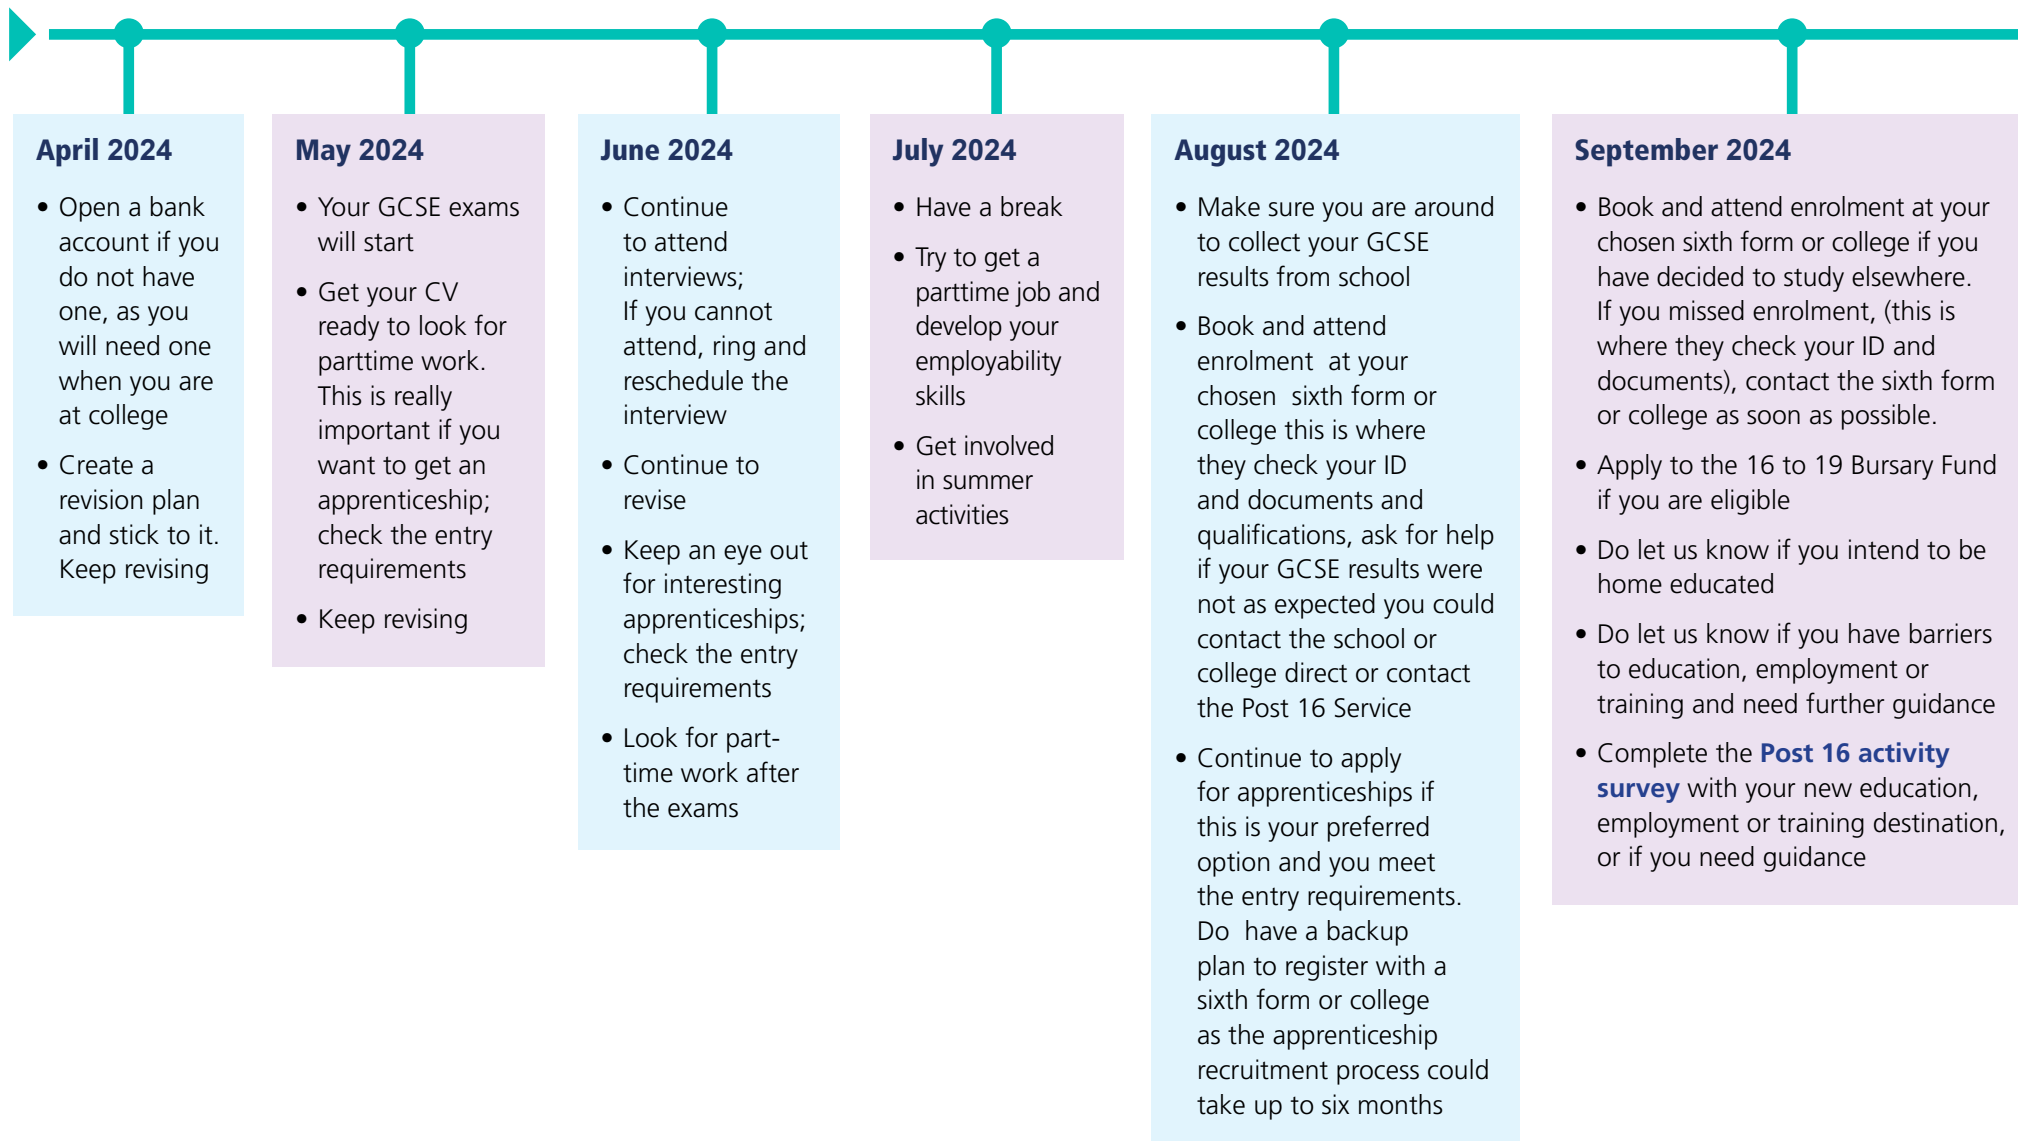 April 2024
• Open a bank
account if you
do not have
one, as you
will need one
when you are
at college
• Create a
revision plan
and stick to it.
Keep revising
May 2024
• Your GCSE exams
will start
• Get your CV
ready to look for
parttime work.
This is really
important if you
want to get an
apprenticeship;
check the entry
requirements
• Keep revising
June 2024
• Continue
to attend
interviews;
If you cannot
attend, ring and
reschedule the
interview
• Continue to
revise
• Keep an eye out
for interesting
apprenticeships;
check the entry
requirements
• Look for part-
time work after
the exams
July 2024
• Have a break
• Try to get a
parttime job and
develop your
employability
skills
• Get involved
in summer
activities
August 2024
• Make sure you are around
to collect your GCSE
results from school
• Book and attend
enrolment at your
chosen sixth form or
college this is where
they check your ID
and documents and
qualifications, ask for help
if your GCSE results were
not as expected you could
contact the school or
college direct or contact
the Post 16 Service
• Continue to apply
for apprenticeships if
this is your preferred
option and you meet
the entry requirements.
Do have a backup
plan to register with a
sixth form or college
as the apprenticeship
recruitment process could
take up to six months
September 2024
• Book and attend enrolment at your
chosen sixth form or college if you
have decided to study elsewhere.
If you missed enrolment, (this is
where they check your ID and
documents), contact the sixth form
or college as soon as possible.
• Apply to the 16 to 19 Bursary Fund
if you are eligible
• Do let us know if you intend to be
home educated
• Do let us know if you have barriers
to education, employment or
training and need further guidance
• Complete the Post 16 activity
survey with your new education,
employment or training destination,
or if you need guidance